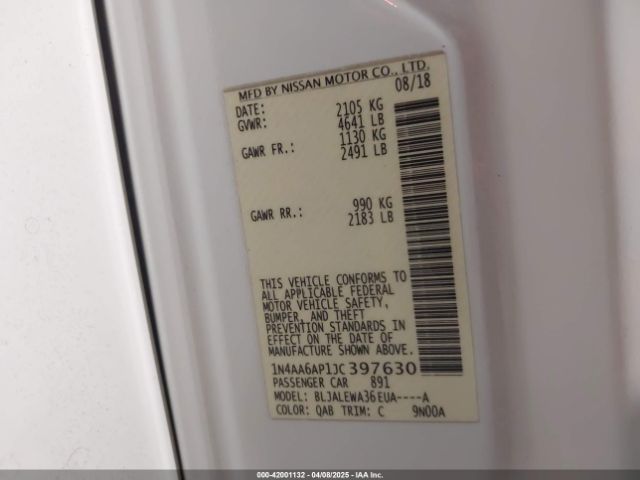 MFD BY NISSAN MOTOR CO., LTD.
DATE: 08/18
GVWR: 2105 KG
4641 LB
GAWR FR.: 1130 KG
2491 LB
GAWR RR.: 990 KG
2183 LB
THIS VEHICLE CONFORMS TO
ALL APPLICABLE FEDERAL
MOTOR VEHICLE SAFETY,
BUMPER, AND THEFT
PREVENTION STANDARDS IN
EFFECT ON THE DATE OF
MANUFACTURE SHOWN ABOVE.
1N4AA6AP1JC397630
PASSENGER CAR 891
MODEL: BLJALEWA36EUA----A
COLOR: QAB TRIM: C 9N00A
000-42001132 - 04/08/2025 - IAA Inc.